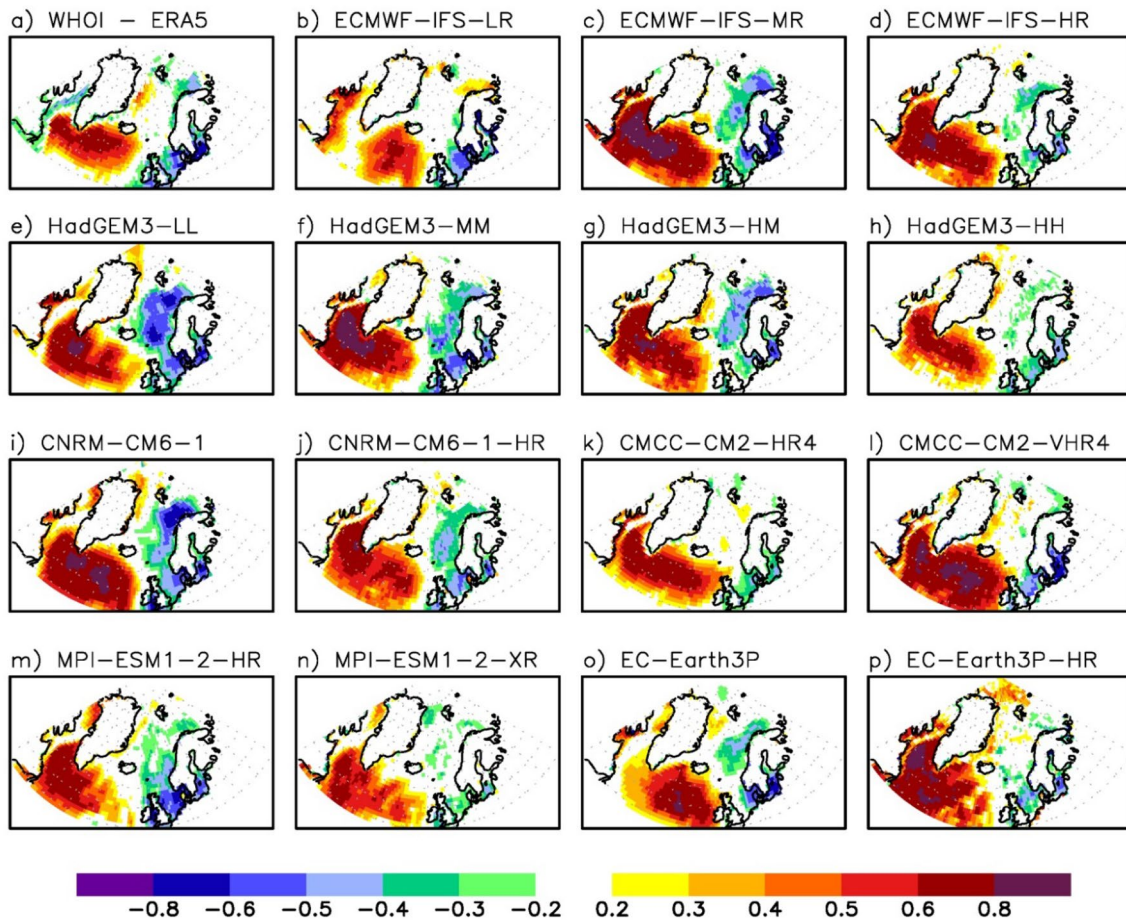 a) WHOI - ERA5 b) ECMWF-IFS-LR c) ECMWF-IFS-MR d) ECMWF-IFS-HR
e) HadGEM3-LL f) HadGEM3-MM g) HadGEM3-HM h) HadGEM3-HH
i) CNRM-CM6-1 j) CNRM-CM6-1-HR k) CMCC-CM2-HR4 l) CMCC-CM2-VHR4
m) MPI-ESM1-2-HR n) MPI-ESM1-2-XR o) EC-Earth3P p) EC-Earth3P-HR
-0.8 -0.6 -0.5 -0.4 -0.3 -0.2 0.2 0.3 0.4 0.5 0.6 0.8